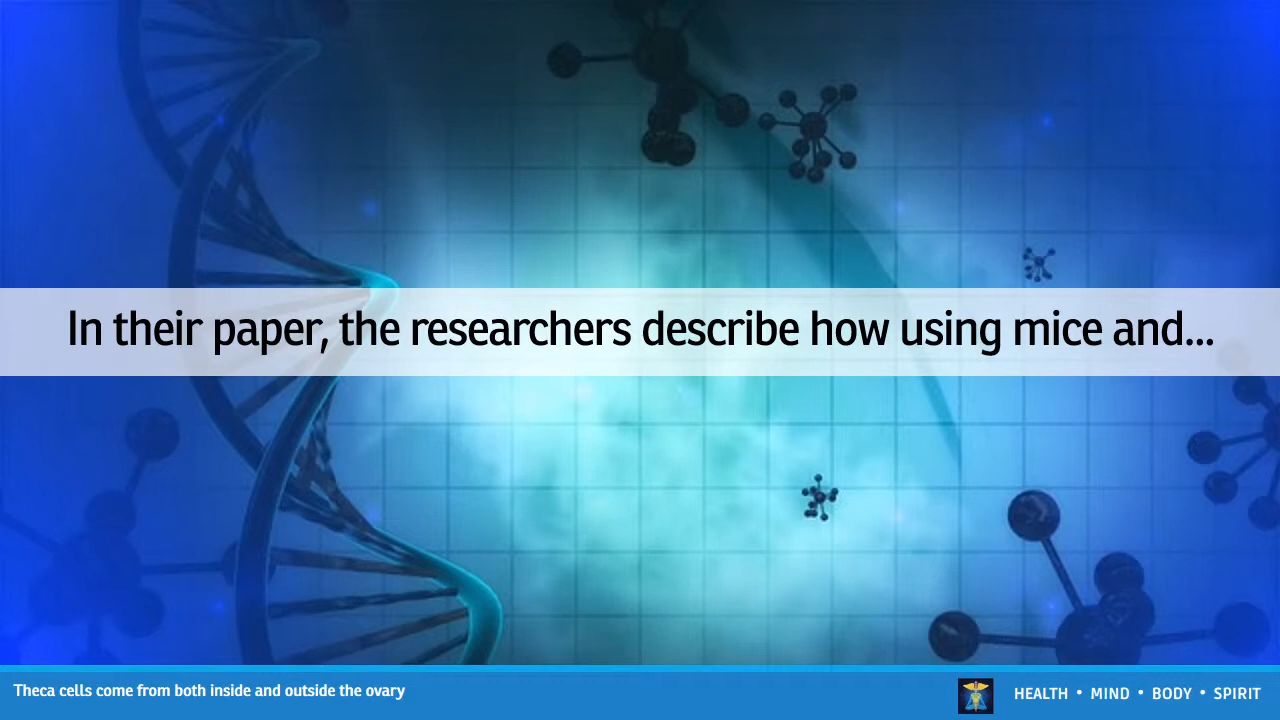 In their paper, the researchers describe how using mice and...
Theca cells come from both inside and outside the ovary
HEALTH • MIND • BODY • SPIRIT